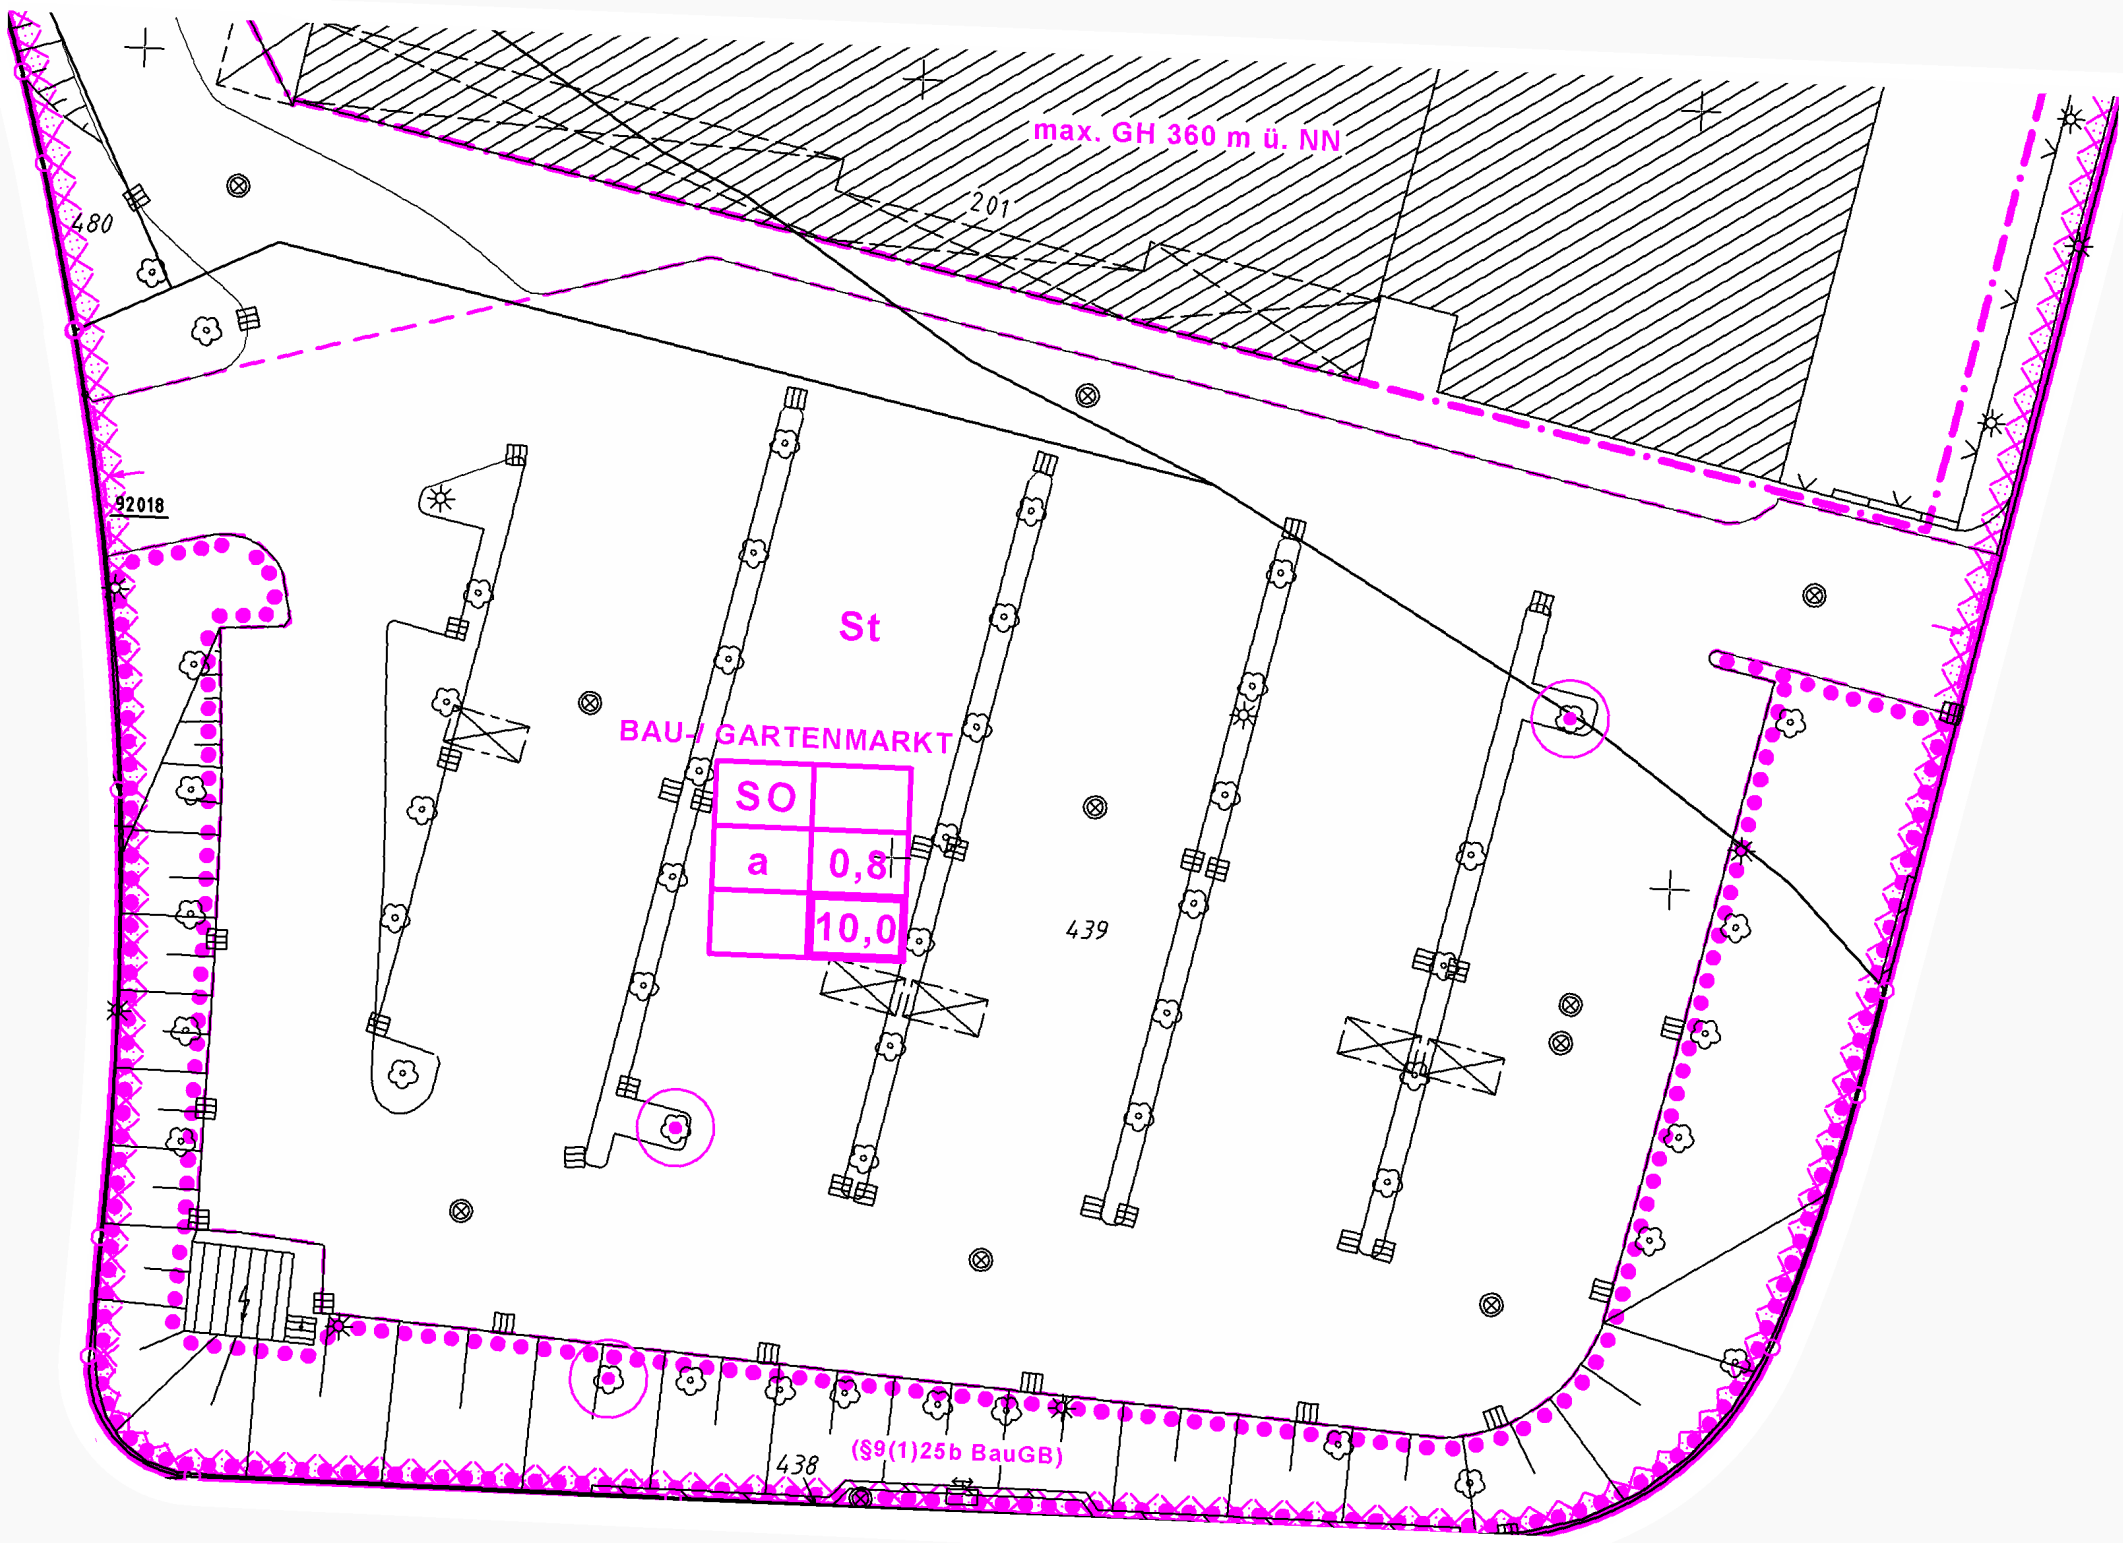 max. GH 360 m ü. NN
201
480
92018
St
BAU-/ GARTENMARKT
SO
a 0,8
10,0
439
(§9(1)25b BauGB)
438